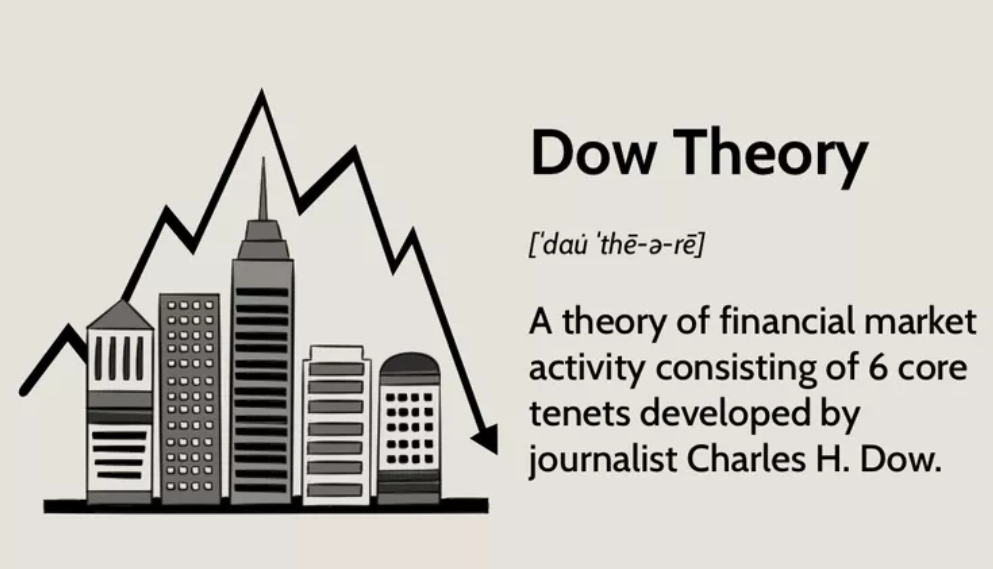 Dow Theory
[ˈdau̇ ˈthē-ə-rē]
A theory of financial market
activity consisting of 6 core
tenets developed by
journalist Charles H. Dow.